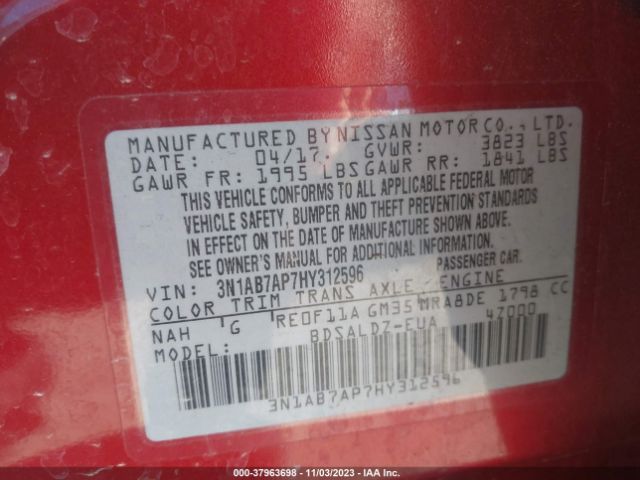 MANUFACTURED BY NISSAN MOTOR CO., LTD.
DATE: 04/17. GVWR: 3823 LBS
GAWR FR: 1995 LBS GAWR RR: 1841 LBS
THIS VEHICLE CONFORMS TO ALL APPLICABLE FEDERAL MOTOR
VEHICLE SAFETY, BUMPER AND THEFT PREVENTION STANDARDS
IN EFFECT ON THE DATE OF MANUFACTURE SHOWN ABOVE.
SEE OWNER'S MANUAL FOR ADDITIONAL INFORMATION.
VIN: 3N1AB7AP7HY312596 PASSENGER CAR.
COLOR TRIM TRANS AXLE ENGINE
NAH G RE0F11A GM35 MRA8DE 1798 CC
MODEL: BDSALDZ-EUA 47000
3N1AB7AP7HY312596
000-37963698 - 11/03/2023 - IAA Inc.